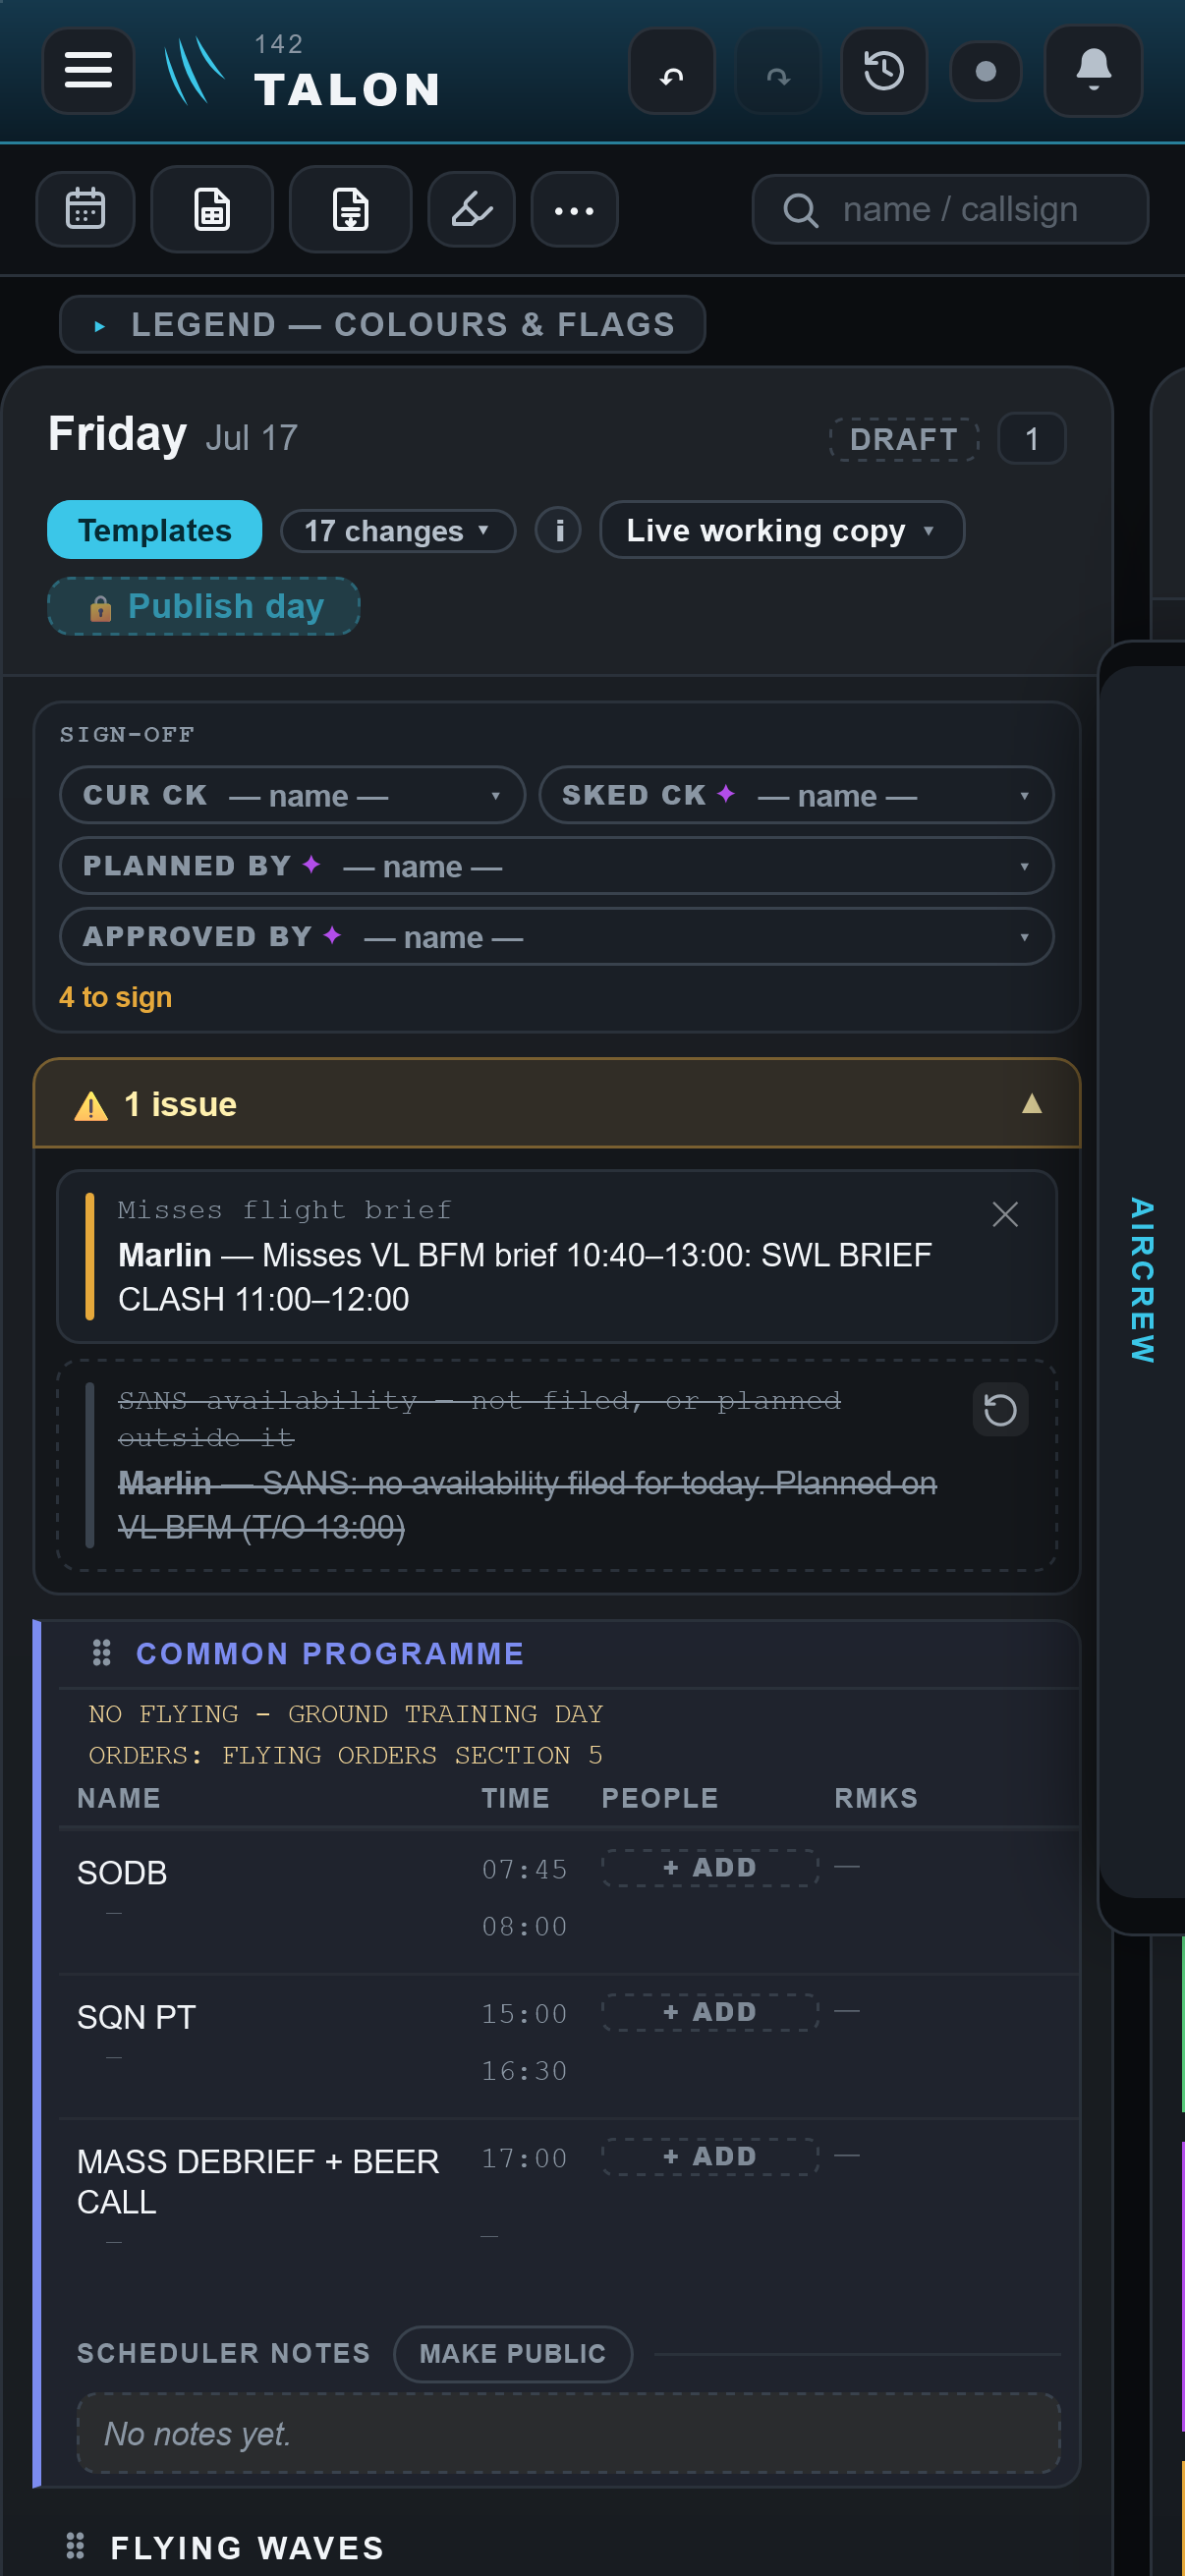 142
TALON
name / callsign
LEGEND — COLOURS & FLAGS
Friday Jul 17
DRAFT 1
Templates 17 changes i Live working copy
Publish day
SIGN-OFF
CUR CK — name — SKED CK — name —
PLANNED BY — name —
APPROVED BY — name —
4 to sign
1 issue
Misses flight brief
Marlin — Misses VL BFM brief 10:40–13:00: SWL BRIEF
CLASH 11:00–12:00
AIRCREW
SANS availability — not filed, or planned
outside it
Marlin — SANS: no availability filed for today. Planned on
VL BFM (T/O 13:00)
COMMON PROGRAMME
NO FLYING - GROUND TRAINING DAY
ORDERS: FLYING ORDERS SECTION 5
NAME TIME PEOPLE RMKS
SODB 07:45 + ADD —
— 08:00
SQN PT 15:00 + ADD —
— 16:30
MASS DEBRIEF + BEER 17:00 + ADD —
CALL
— —
SCHEDULER NOTES MAKE PUBLIC
No notes yet.
FLYING WAVES